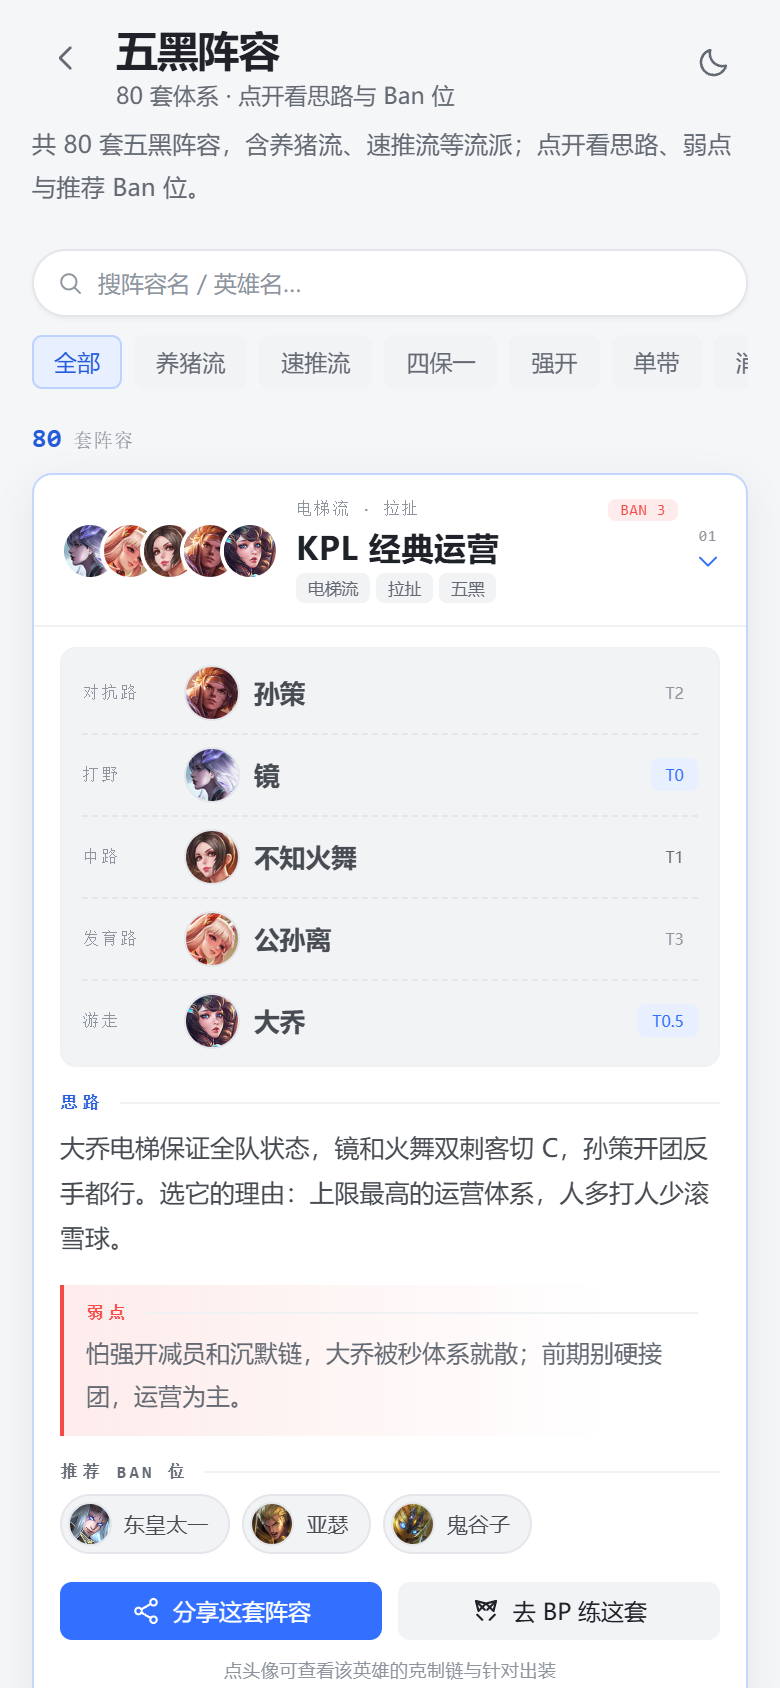 五黑阵容
80 套体系 · 点开看思路与 Ban 位
共 80 套五黑阵容，含养猪流、速推流等流派；点开看思路、弱点
与推荐 Ban 位。
搜阵容名 / 英雄名...
全部 养猪流 速推流 四保一 强开 单带
80 套阵容
电梯流 · 拉扯
BAN 3
KPL 经典运营
01
电梯流 拉扯 五黑
对抗路 孙策 T2
打野 镜 T0
中路 不知火舞 T1
发育路 公孙离 T3
游走 大乔 T0.5
思路
大乔电梯保证全队状态，镜和火舞双刺客切 C，孙策开团反
手都行。选它的理由：上限最高的运营体系，人多打人少滚
雪球。
弱点
怕强开减员和沉默链，大乔被秒体系就散；前期别硬接
团，运营为主。
推荐 BAN 位
东皇太一 亚瑟 鬼谷子
分享这套阵容 去 BP 练这套
点头像可查看该英雄的克制链与针对出装